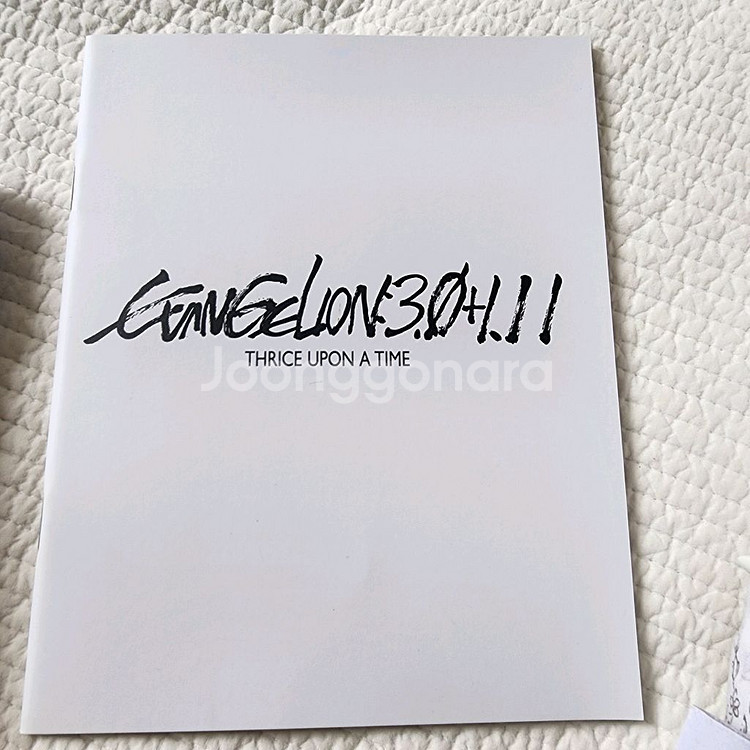 EVANGELION:3.0+1.11
THRICE UPON A TIME
Joonggonara